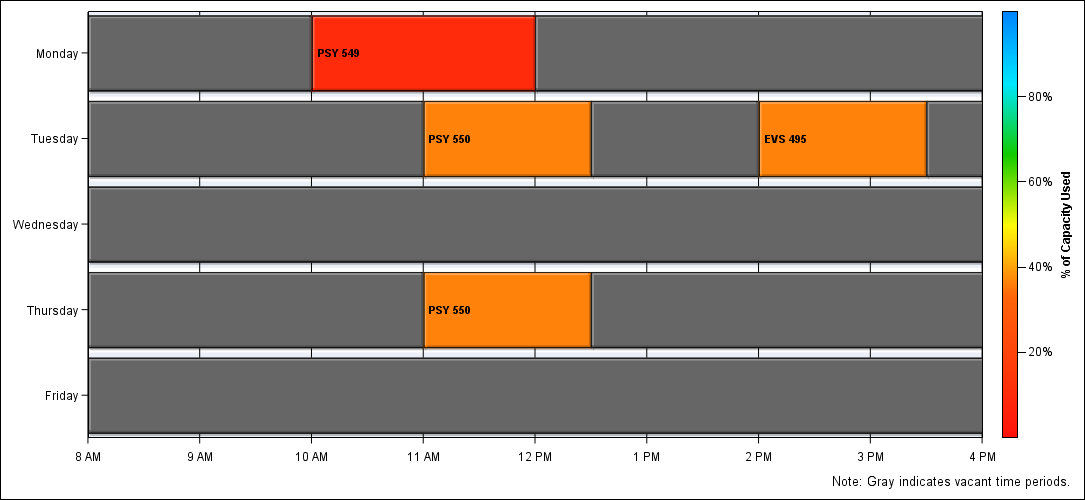 Monday
PSY 549
Tuesday
PSY 550
EVS 495
Wednesday
Thursday
PSY 550
Friday
8 AM
9 AM
10 AM
11 AM
12 PM
1 PM
2 PM
3 PM
4 PM
80%
60%
40%
20%
% of Capacity Used
Note: Gray indicates vacant time periods.